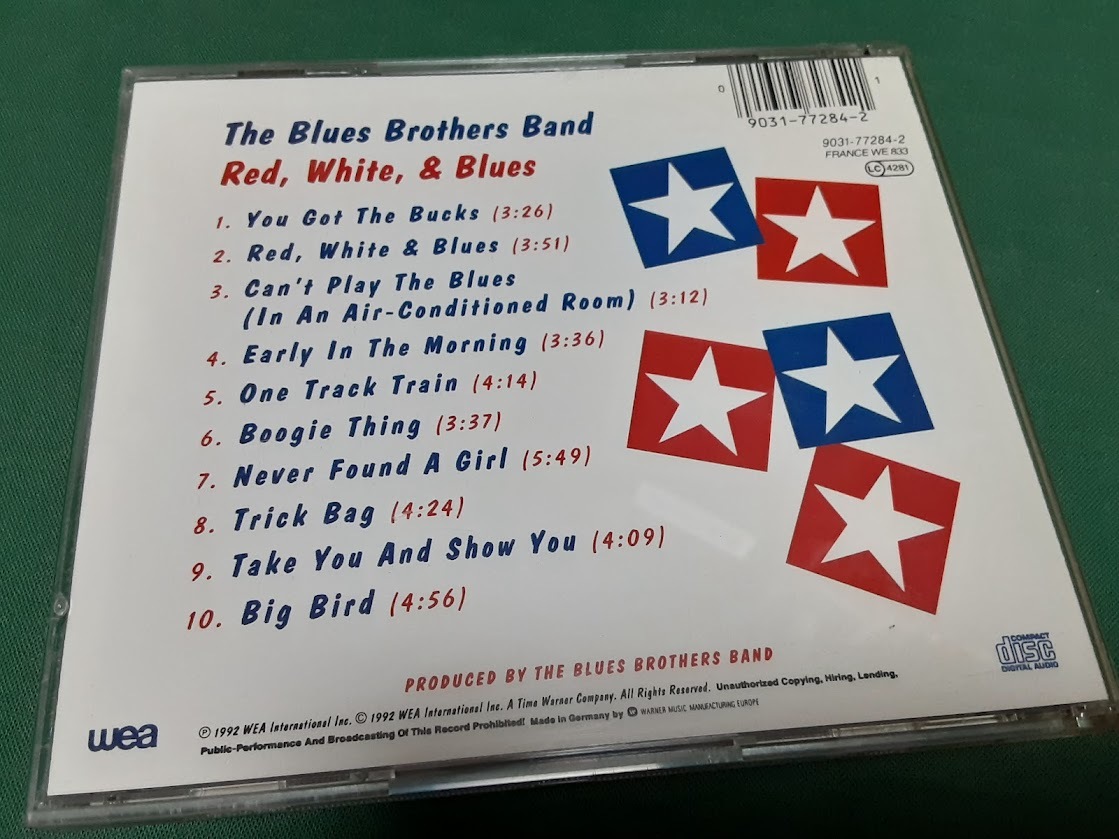 0 1
9031-77284-2
9031-77284-2
FRANCE WE 833
LC 4281
The Blues Brothers Band
Red, White, & Blues
1. You Got The Bucks (3:26)
2. Red, White & Blues (3:51)
3. Can't Play The Blues
(In An Air-Conditioned Room) (3:12)
4. Early In The Morning (3:36)
5. One Track Train (4:14)
6. Boogie Thing (3:37)
7. Never Found A Girl (5:49)
8. Trick Bag (4:24)
9. Take You And Show You (4:09)
10. Big Bird (4:56)
PRODUCED BY THE BLUES BROTHERS BAND
COMPACT
disc
DIGITAL AUDIO
wea
℗ 1992 WEA International Inc. © 1992 WEA International Inc. A Time Warner Company. All Rights Reserved. Unauthorized Copying, Hiring, Lending,
Public-Performance And Broadcasting Of This Record Prohibited! Made in Germany by WARNER MUSIC MANUFACTURING EUROPE